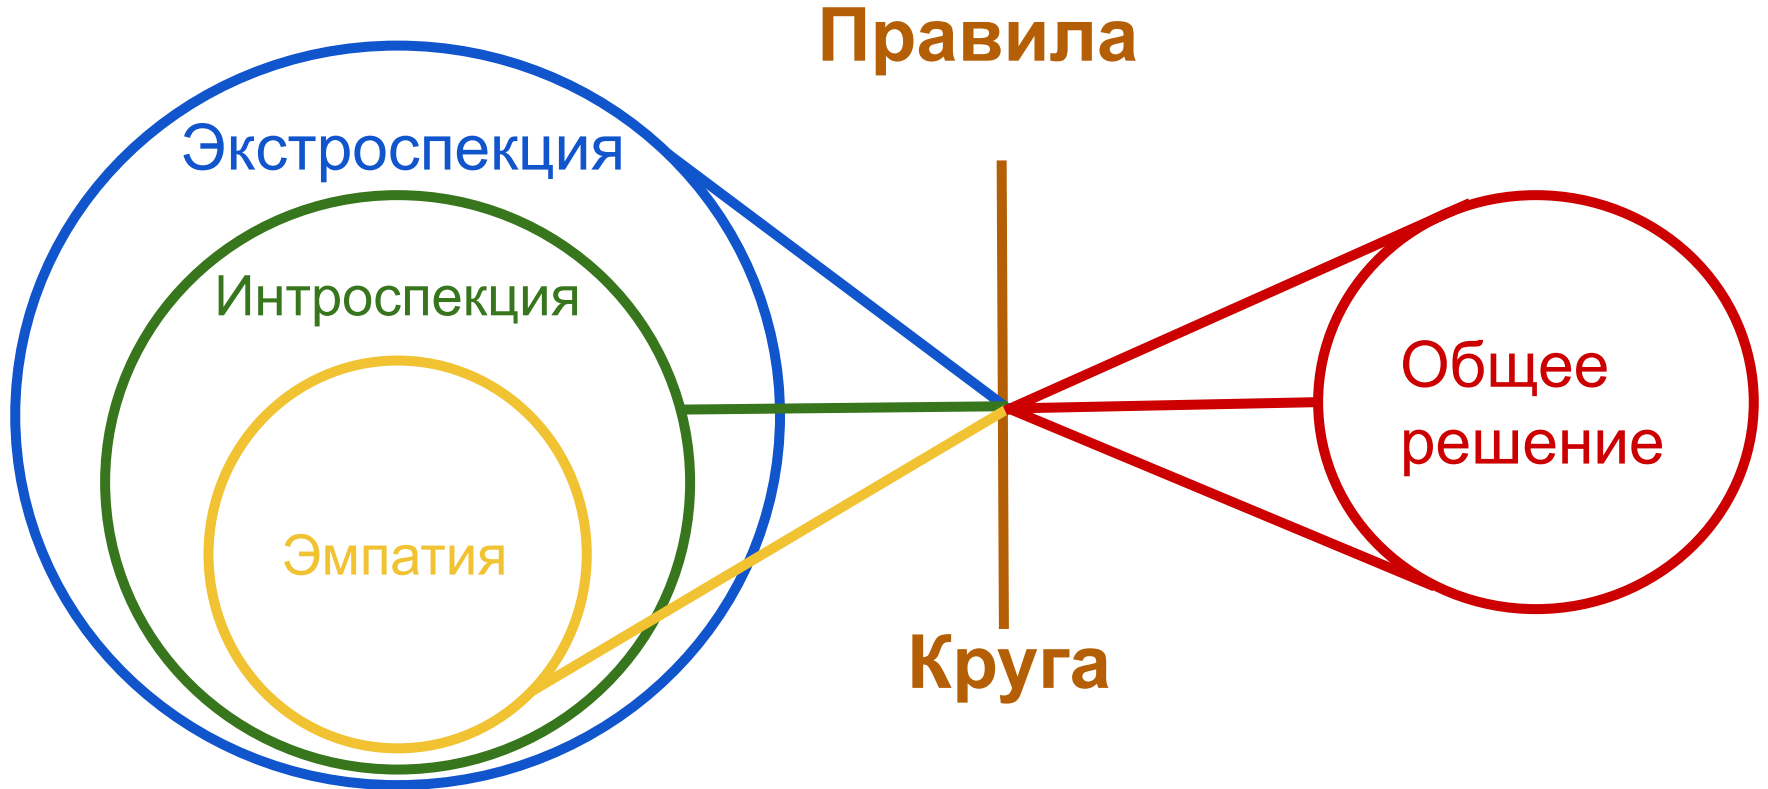 Правила
Экстроспекция
Интроспекция
Общее
решение
Эмпатия
Круга